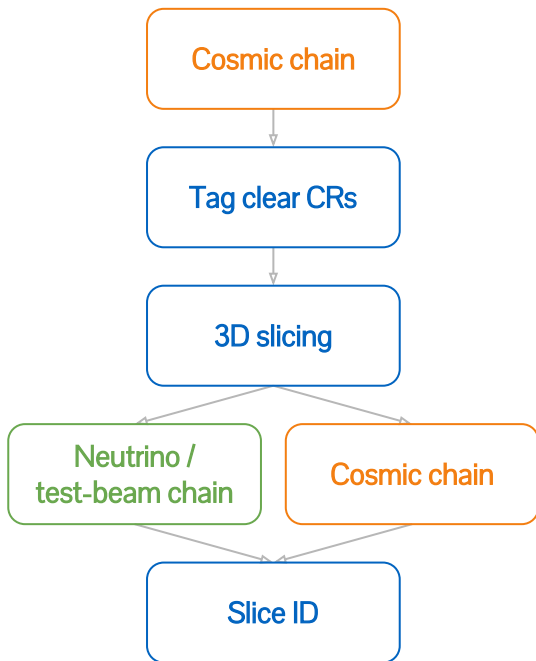 Cosmic chain
Tag clear CRs
3D slicing
Neutrino /
test-beam chain
Cosmic chain
Slice ID